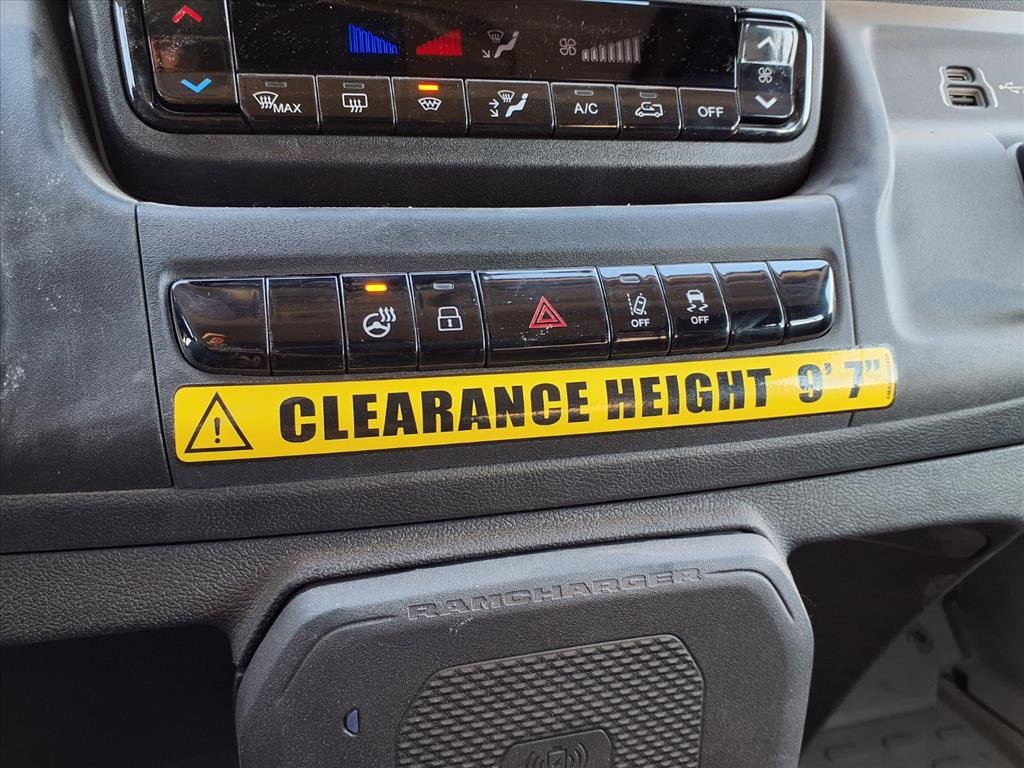 MAX
A/C
OFF
OFF
OFF
CLEARANCE HEIGHT 9' 7"
RAMCHARGER